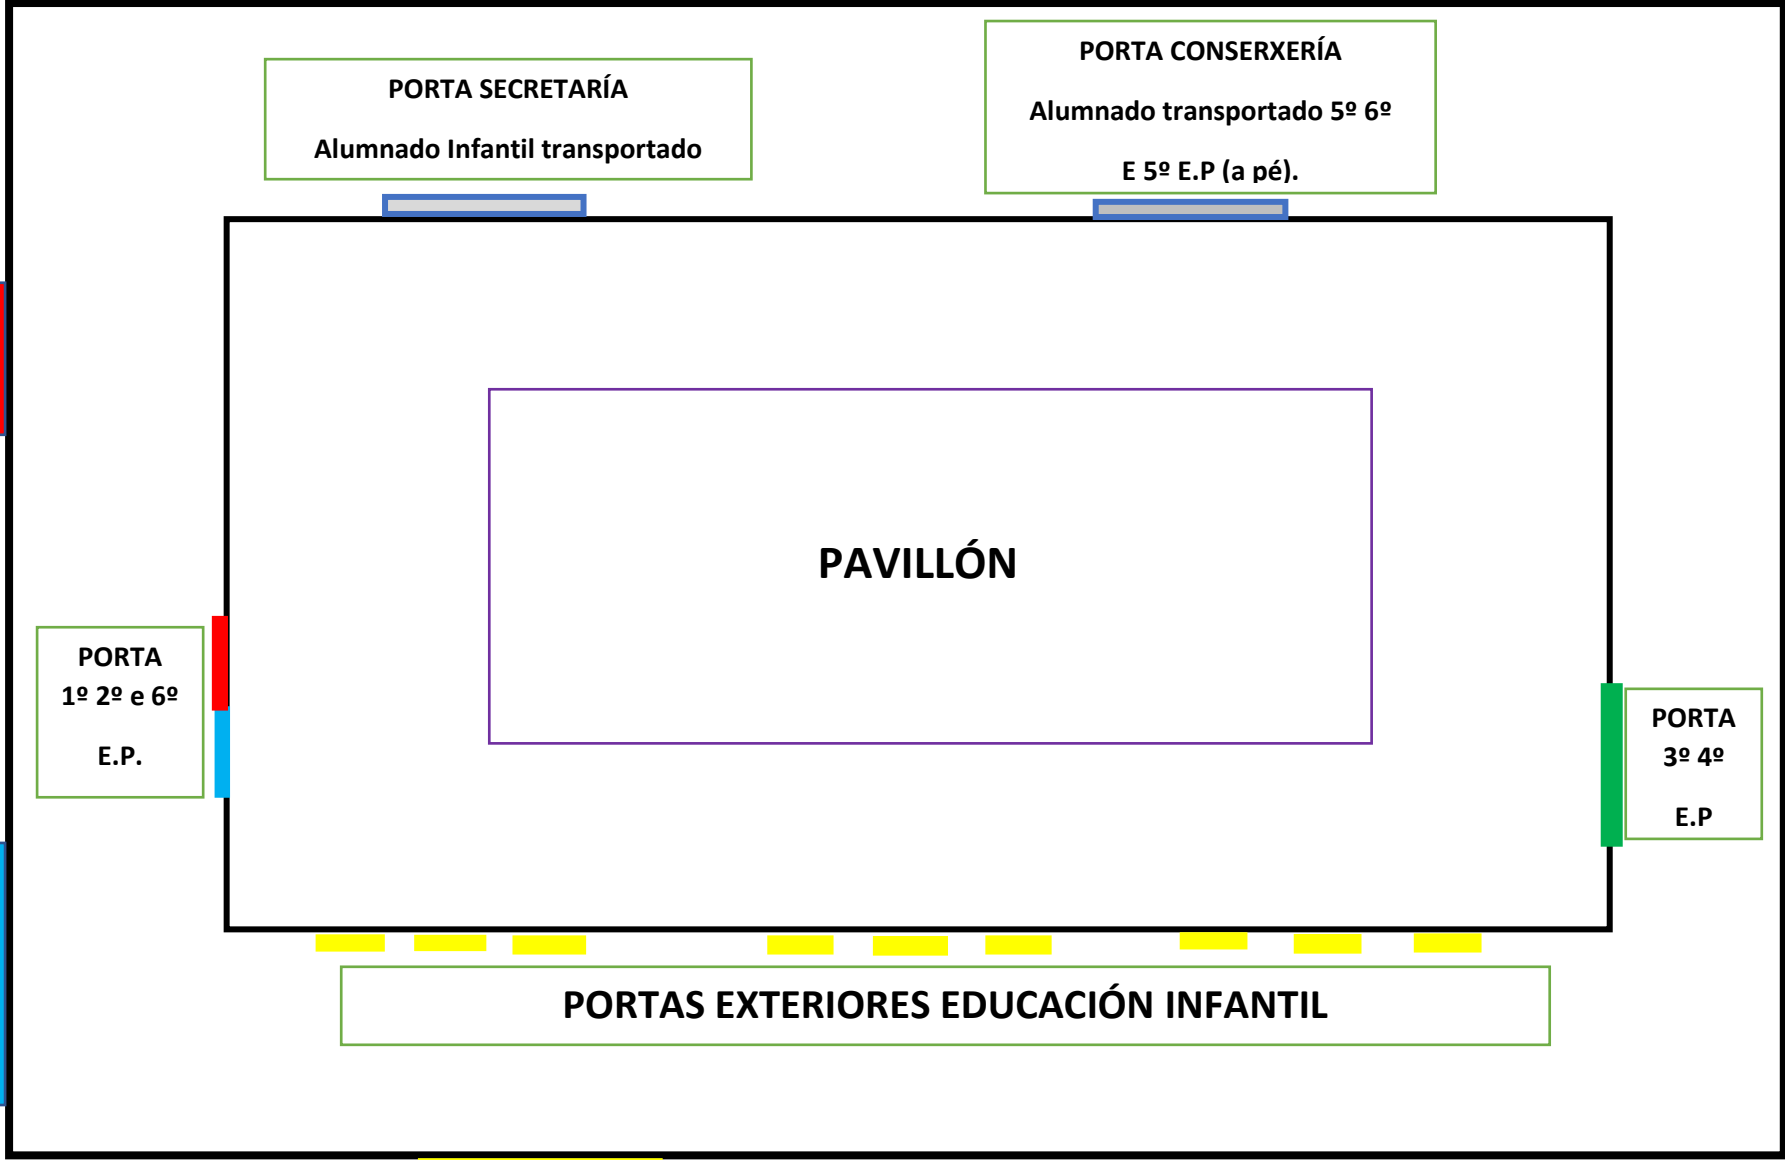 PORTA SECRETARÍA
Alumnado Infantil transportado
PORTA CONSERXERÍA
Alumnado transportado 5º 6º
E 5º E.P (a pé).
PAVILLÓN
PORTA
1º 2º e 6º
E.P.
PORTA
3º 4º
E.P
PORTAS EXTERIORES EDUCACIÓN INFANTIL